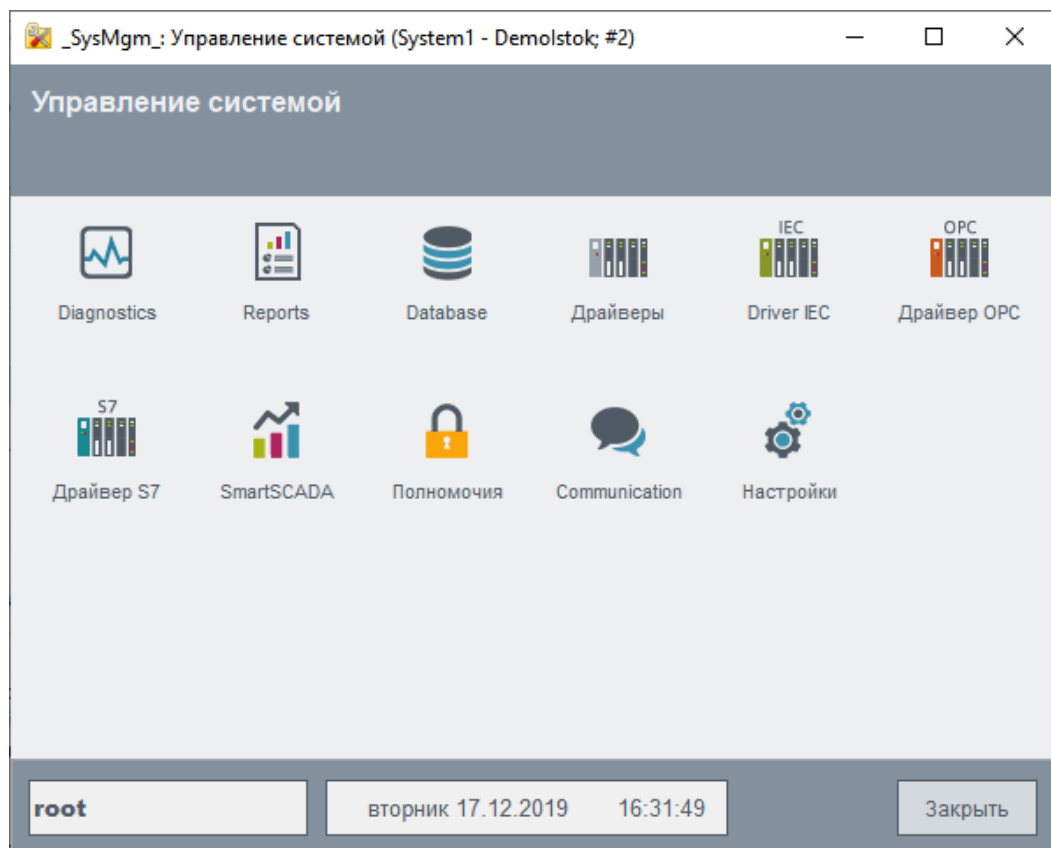 _SysMgm_: Управление системой (System1 - DemoIstok; #2)
Управление системой
IEC OPC
Diagnostics Reports Database Драйверы Driver IEC Драйвер OPC
S7
Драйвер S7 SmartSCADA Полномочия Communication Настройки
root вторник 17.12.2019 16:31:49 Закрыть